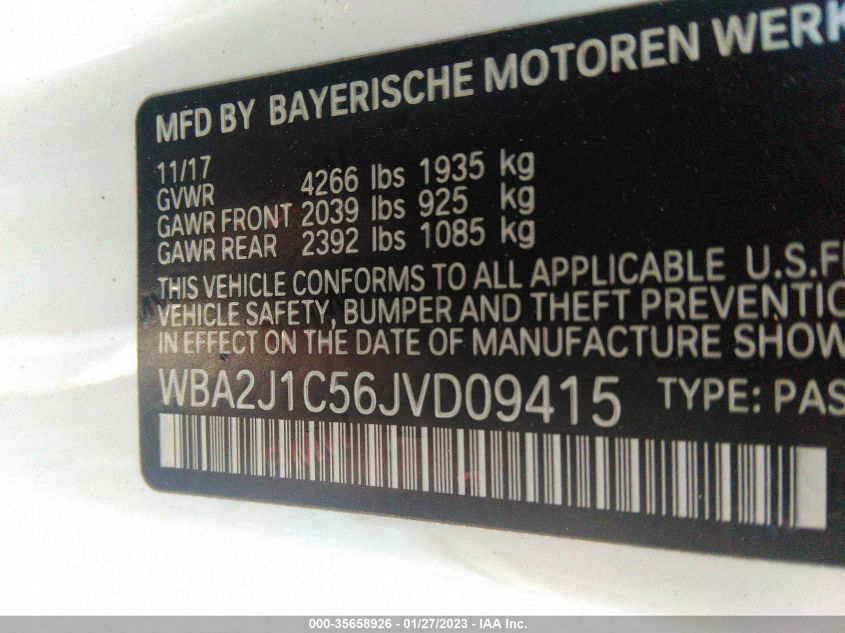 MFD BY BAYERISCHE MOTOREN WERK
11/17
GVWR 4266 lbs 1935 kg
GAWR FRONT 2039 lbs 925 kg
GAWR REAR 2392 lbs 1085 kg
THIS VEHICLE CONFORMS TO ALL APPLICABLE U.S.F
VEHICLE SAFETY, BUMPER AND THEFT PREVENTIO
IN EFFECT ON THE DATE OF MANUFACTURE SHOW
WBA2J1C56JVD09415 TYPE: PAS
000-35658926 - 01/27/2023 - IAA Inc.